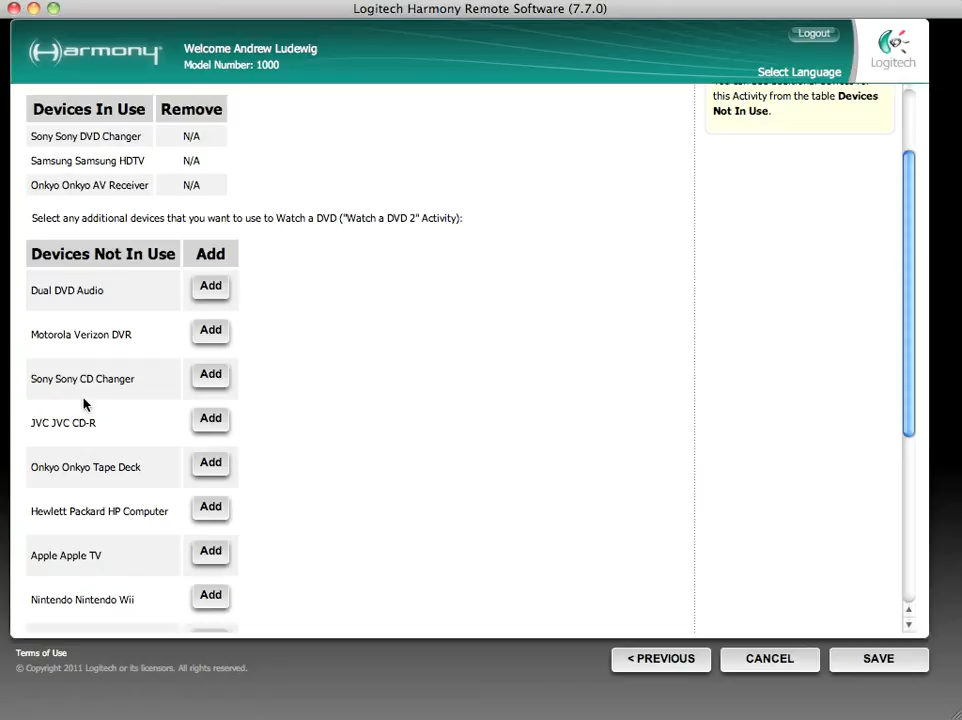 Logitech Harmony Remote Software (7.7.0)
Harmony
Welcome Andrew Ludewig
Model Number: 1000
Logout
Select Language
Logitech
this Activity from the table Devices
Not In Use.
Devices In Use Remove
Sony Sony DVD Changer N/A
Samsung Samsung HDTV N/A
Onkyo Onkyo AV Receiver N/A
Select any additional devices that you want to use to Watch a DVD ("Watch a DVD 2" Activity):
Devices Not In Use Add
Dual DVD Audio Add
Motorola Verizon DVR Add
Sony Sony CD Changer Add
JVC JVC CD-R Add
Onkyo Onkyo Tape Deck Add
Hewlett Packard HP Computer Add
Apple Apple TV Add
Nintendo Nintendo Wii Add
Terms of Use
© Copyright 2011 Logitech or its licensors. All rights reserved.
< PREVIOUS CANCEL SAVE